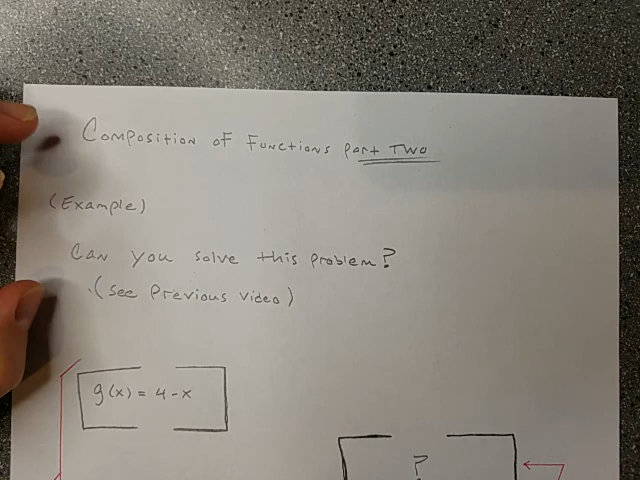 Composition of Functions Part Two
(Example)
Can you solve this problem?
(See Previous video)
g(x) = 4 - x
?